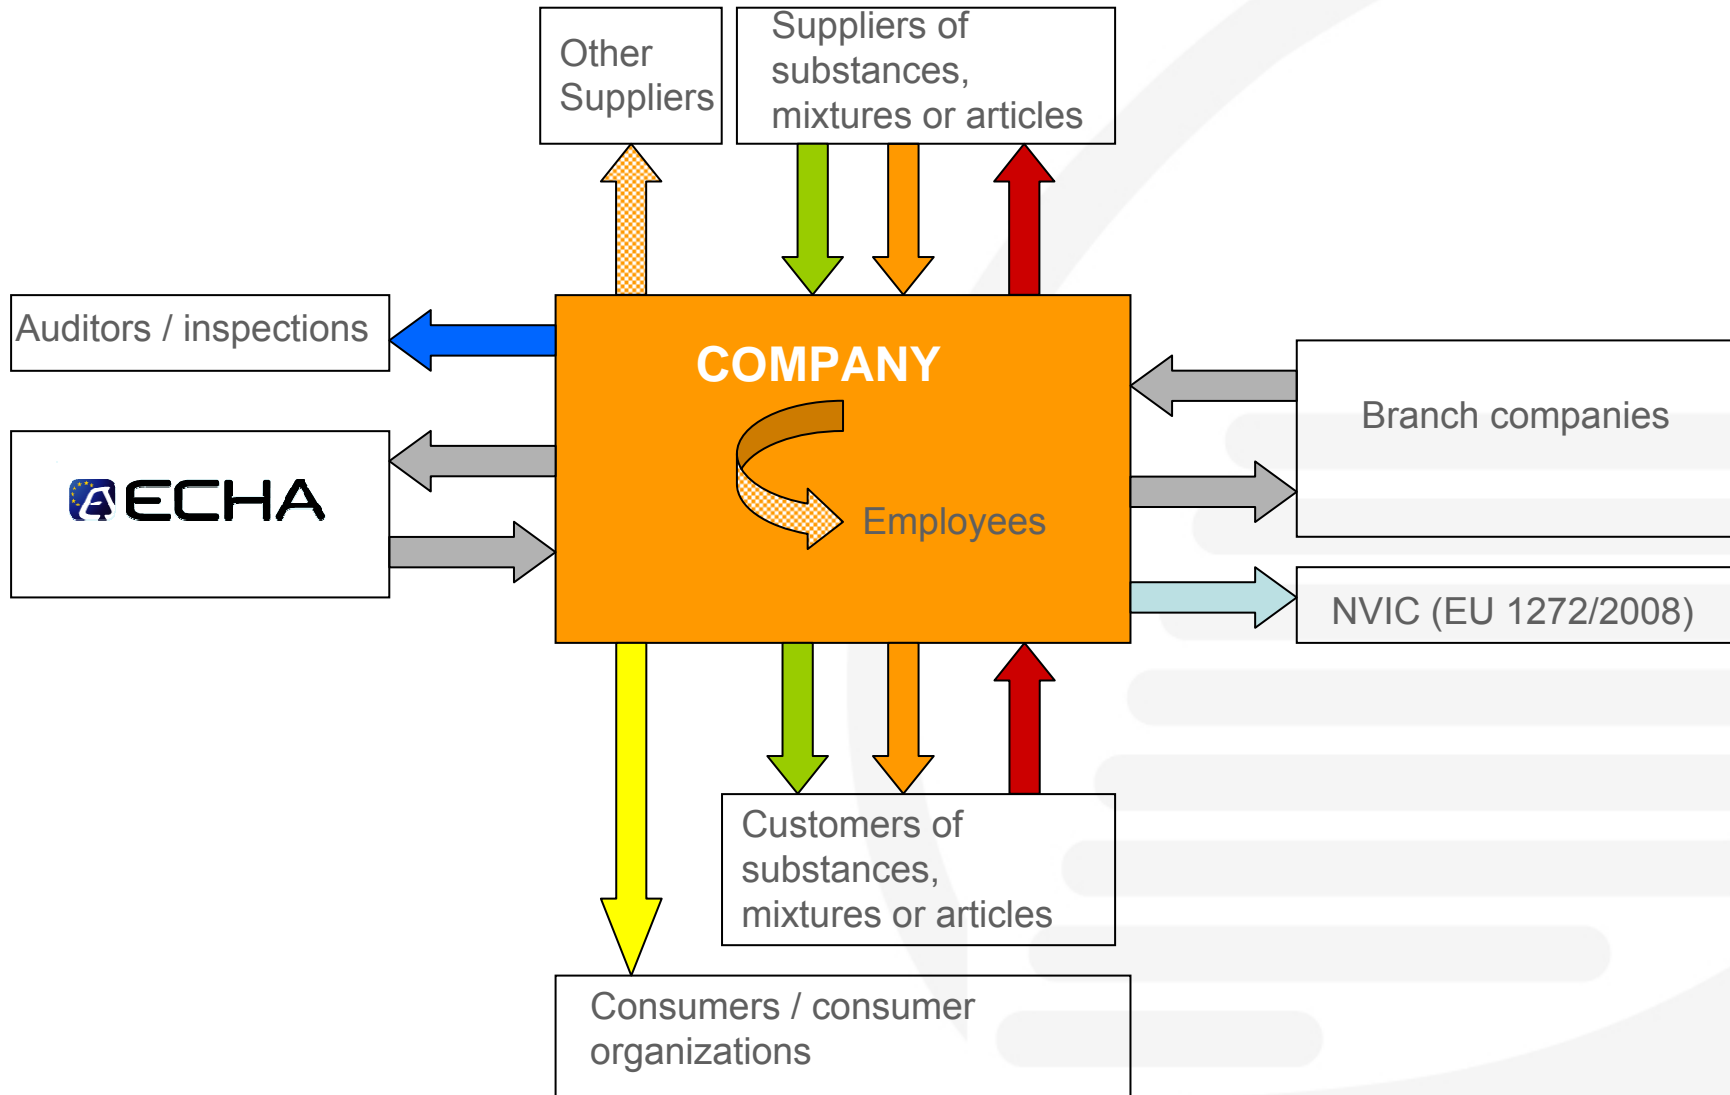 Other
Suppliers
Suppliers of
substances,
mixtures or articles
Auditors / inspections
COMPANY
Branch companies
ECHA
Employees
NVIC (EU 1272/2008)
Customers of
substances,
mixtures or articles
Consumers / consumer
organizations